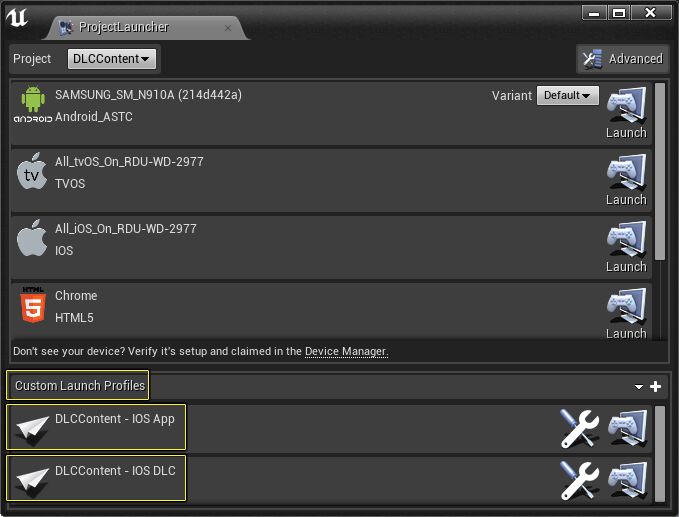 ProjectLauncher
Project DLCContent Advanced
SAMSUNG_SM_N910A (214d442a) Variant Default
Android_ASTC Launch
ANDROID
All_tvOS_On_RDU-WD-2977
tv
TVOS Launch
All_iOS_On_RDU-WD-2977
IOS Launch
HTML
5
Chrome
HTML5 Launch
Don't see your device? Verify it's setup and claimed in the Device Manager.
Custom Launch Profiles
DLCContent - IOS App
DLCContent - IOS DLC